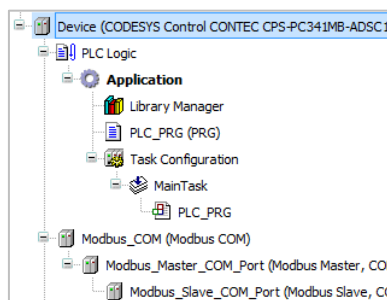 Device (CODESYS Control CONTEC CPS-PC341MB-ADSC1
PLC Logic
Application
Library Manager
PLC_PRG (PRG)
Task Configuration
MainTask
PLC_PRG
Modbus_COM (Modbus COM)
Modbus_Master_COM_Port (Modbus Master, CO
Modbus_Slave_COM_Port (Modbus Slave, CO